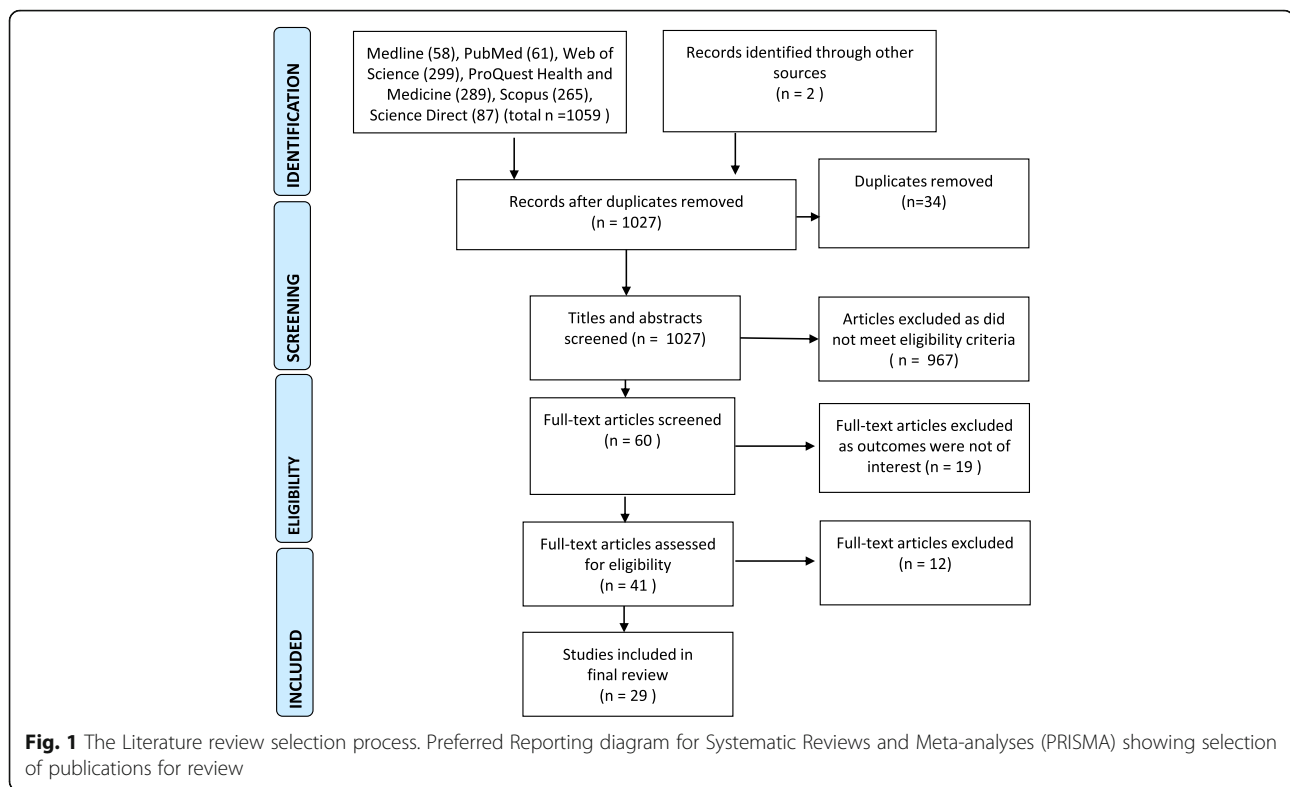 IDENTIFICATION
Medline (58), PubMed (61), Web of
Science (299), ProQuest Health and
Medicine (289), Scopus (265),
Science Direct (87) (total n =1059 )
Records identified through other
sources
(n = 2 )
Records after duplicates removed
(n = 1027)
Duplicates removed
(n=34)
SCREENING
Titles and abstracts
screened (n = 1027)
Articles excluded as did
not meet eligibility criteria
( n = 967)
ELIGIBILITY
Full-text articles screened
(n = 60 )
Full-text articles excluded
as outcomes were not of
interest (n = 19 )
Full-text articles assessed
for eligibility
(n = 41 )
Full-text articles excluded
(n = 12)
INCLUDED
Studies included in
final review
(n = 29 )
Fig. 1 The Literature review selection process. Preferred Reporting diagram for Systematic Reviews and Meta-analyses (PRISMA) showing selection
of publications for review